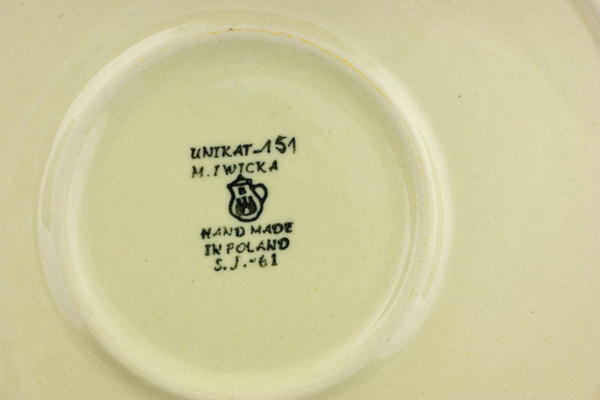 UNIKAT-151
M. IWICKA
B
HAND MADE
IN POLAND
S.J.-61